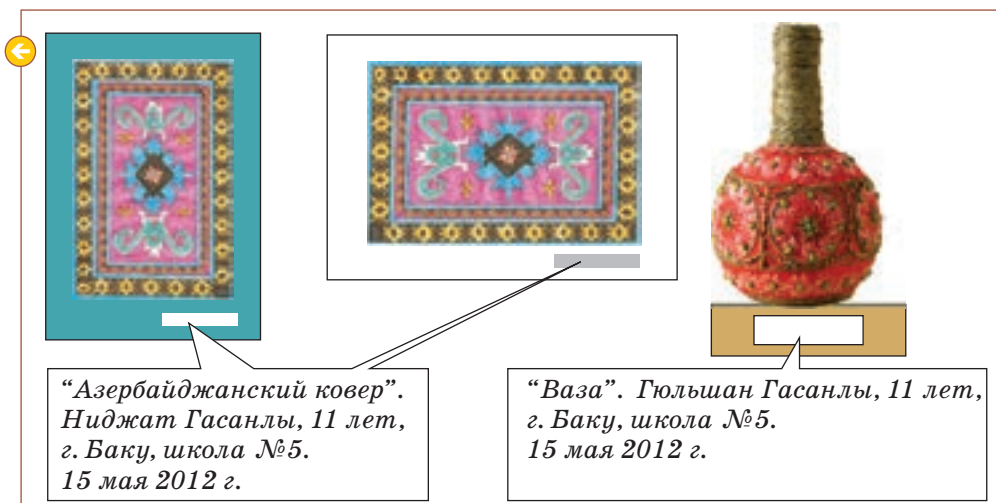 “Азербайджанский ковер”.
Ниджат Гасанлы, 11 лет,
г. Баку, школа №5.
15 мая 2012 г.
“Ваза”. Гюльшан Гасанлы, 11 лет,
г. Баку, школа №5.
15 мая 2012 г.